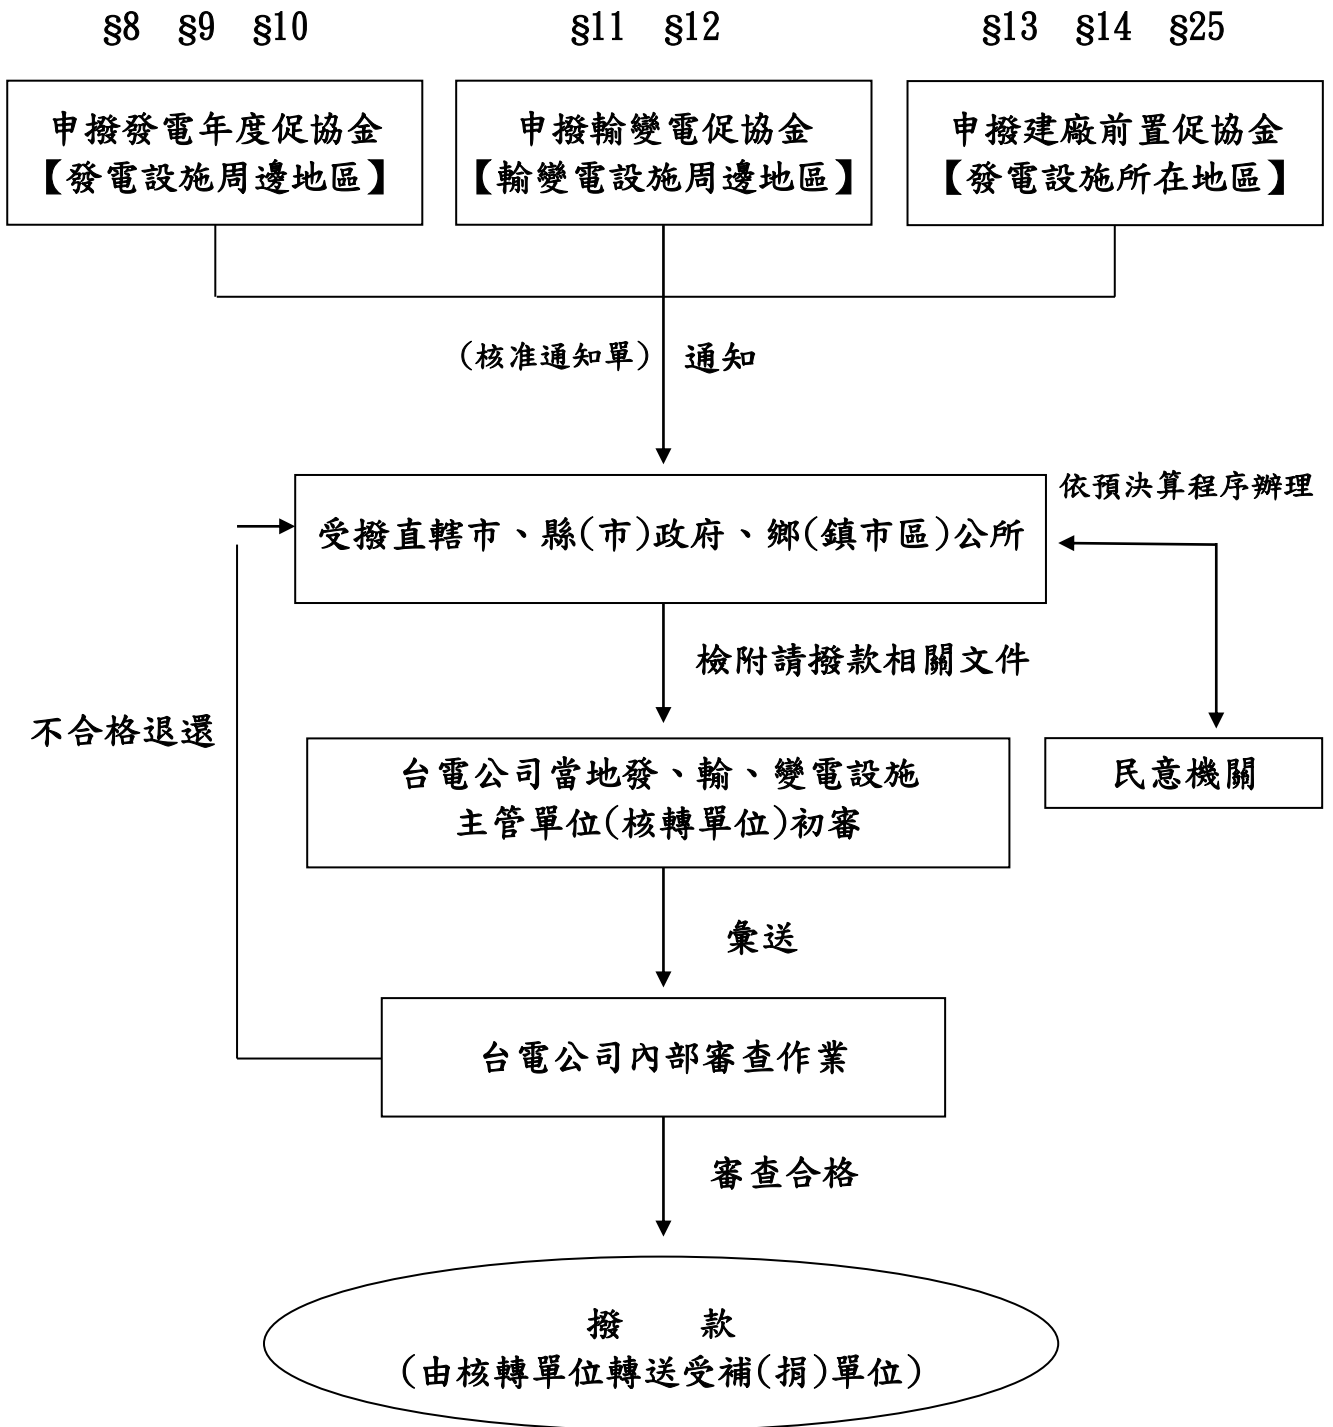 §8 §9 §10
§11 §12
§13 §14 §25
申撥發電年度促協金
【發電設施周邊地區】
申撥輸變電促協金
【輸變電設施周邊地區】
申撥建廠前置促協金
【發電設施所在地區】
(核准通知單) 通知
依預決算程序辦理
受撥直轄市、縣(市)政府、鄉(鎮市區)公所
檢附請撥款相關文件
不合格退還
台電公司當地發、輸、變電設施
主管單位(核轉單位)初審
民意機關
彙送
台電公司內部審查作業
審查合格
撥 款
(由核轉單位轉送受補(捐)單位)